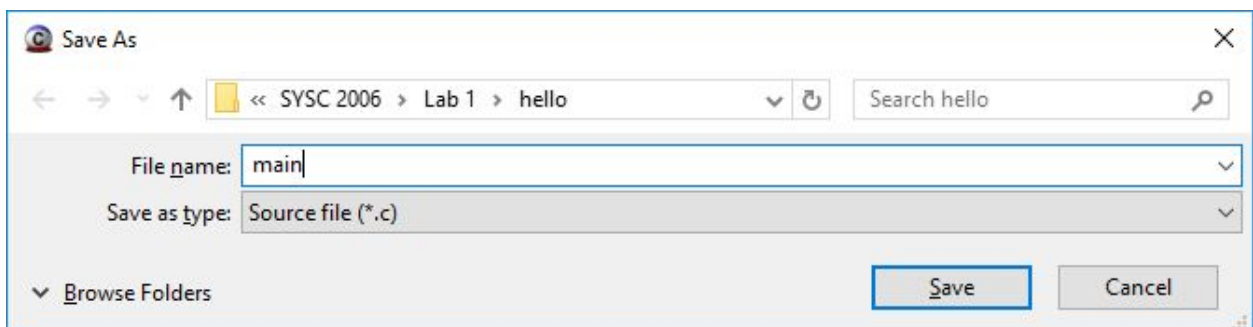 Save As
« SYSC 2006 > Lab 1 > hello
Search hello
File name: main
Save as type: Source file (*.c)
Browse Folders
Save
Cancel